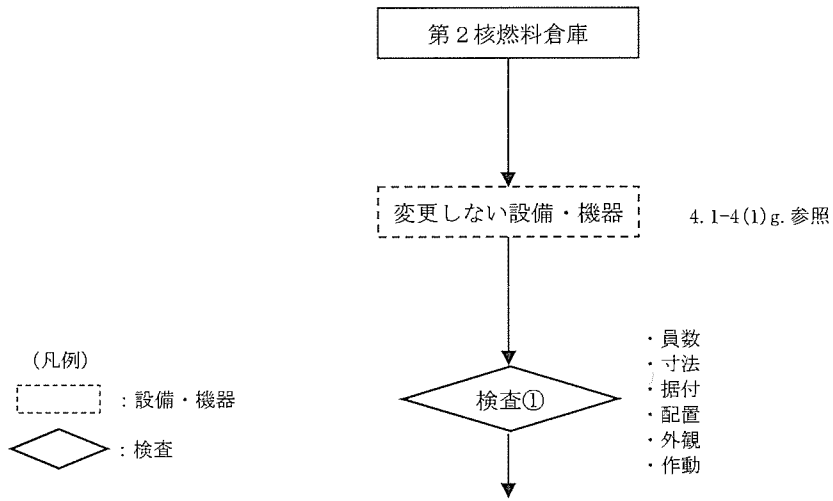 第２核燃料倉庫
変更しない設備・機器
4.1-4(1)g.参照
検査①
・員数
・寸法
・据付
・配置
・外観
・作動
(凡例)
：設備・機器
：検査